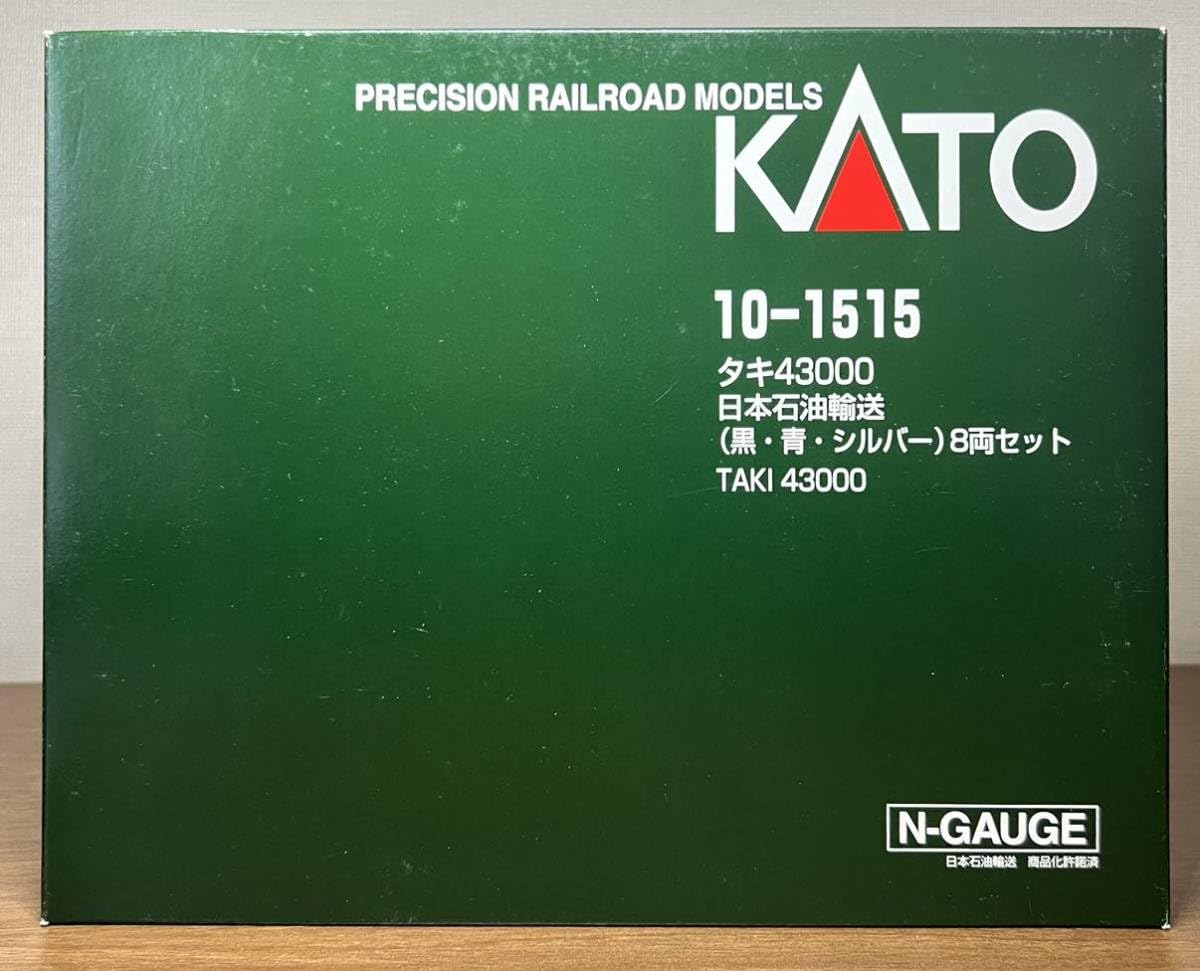 PRECISION RAILROAD MODELS
KATO
10-1515
タキ43000
日本石油輸送
(黒・青・シルバー)8両セット
TAKI 43000
N-GAUGE
日本石油輸送 商品化許諾済